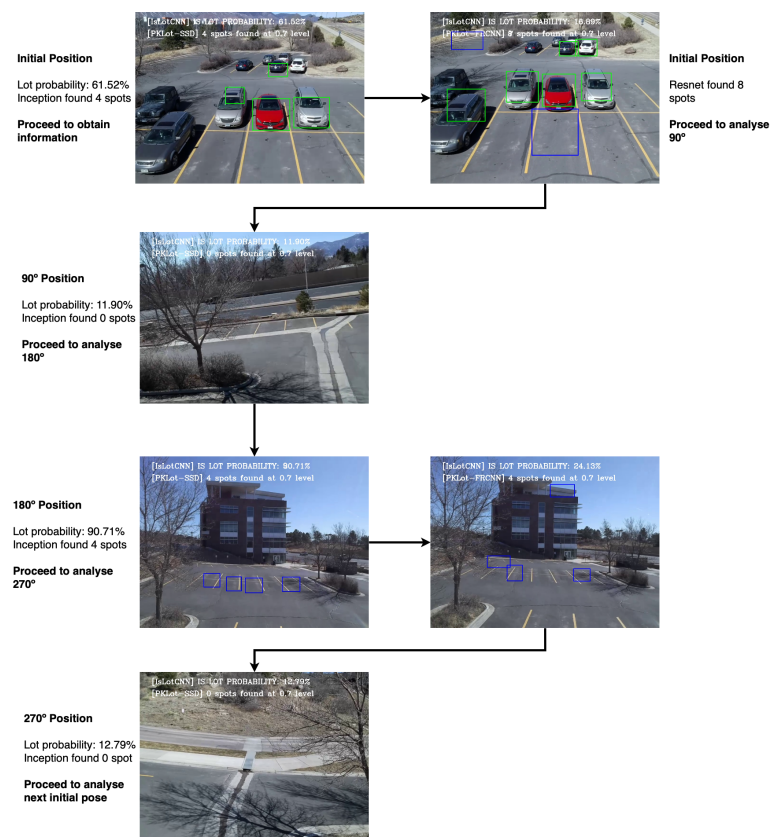 [IsLotCNN] IS LOT PROBABILITY: 61.52%
[PKLot-SSD] 4 spots found at 0.7 level
Initial Position
Lot probability: 61.52%
Inception found 4 spots
Proceed to obtain
information
[IsLotCNN] IS LOT PROBABILITY: 16.89%
[PKLot-FRCNN] 8 spots found at 0.7 level
Initial Position
Resnet found 8
spots
Proceed to analyse
90º
[IsLotCNN] IS LOT PROBABILITY: 11.90%
[PKLot-SSD] 0 spots found at 0.7 level
90º Position
Lot probability: 11.90%
Inception found 0 spots
Proceed to analyse
180º
[IsLotCNN] IS LOT PROBABILITY: 90.71%
[PKLot-SSD] 4 spots found at 0.7 level
180º Position
Lot probability: 90.71%
Inception found 4 spots
Proceed to analyse
270º
[IsLotCNN] IS LOT PROBABILITY: 24.13%
[PKLot-FRCNN] 4 spots found at 0.7 level
[IsLotCNN] IS LOT PROBABILITY: 12.79%
[PKLot-SSD] 0 spots found at 0.7 level
270º Position
Lot probability: 12.79%
Inception found 0 spot
Proceed to analyse
next initial pose